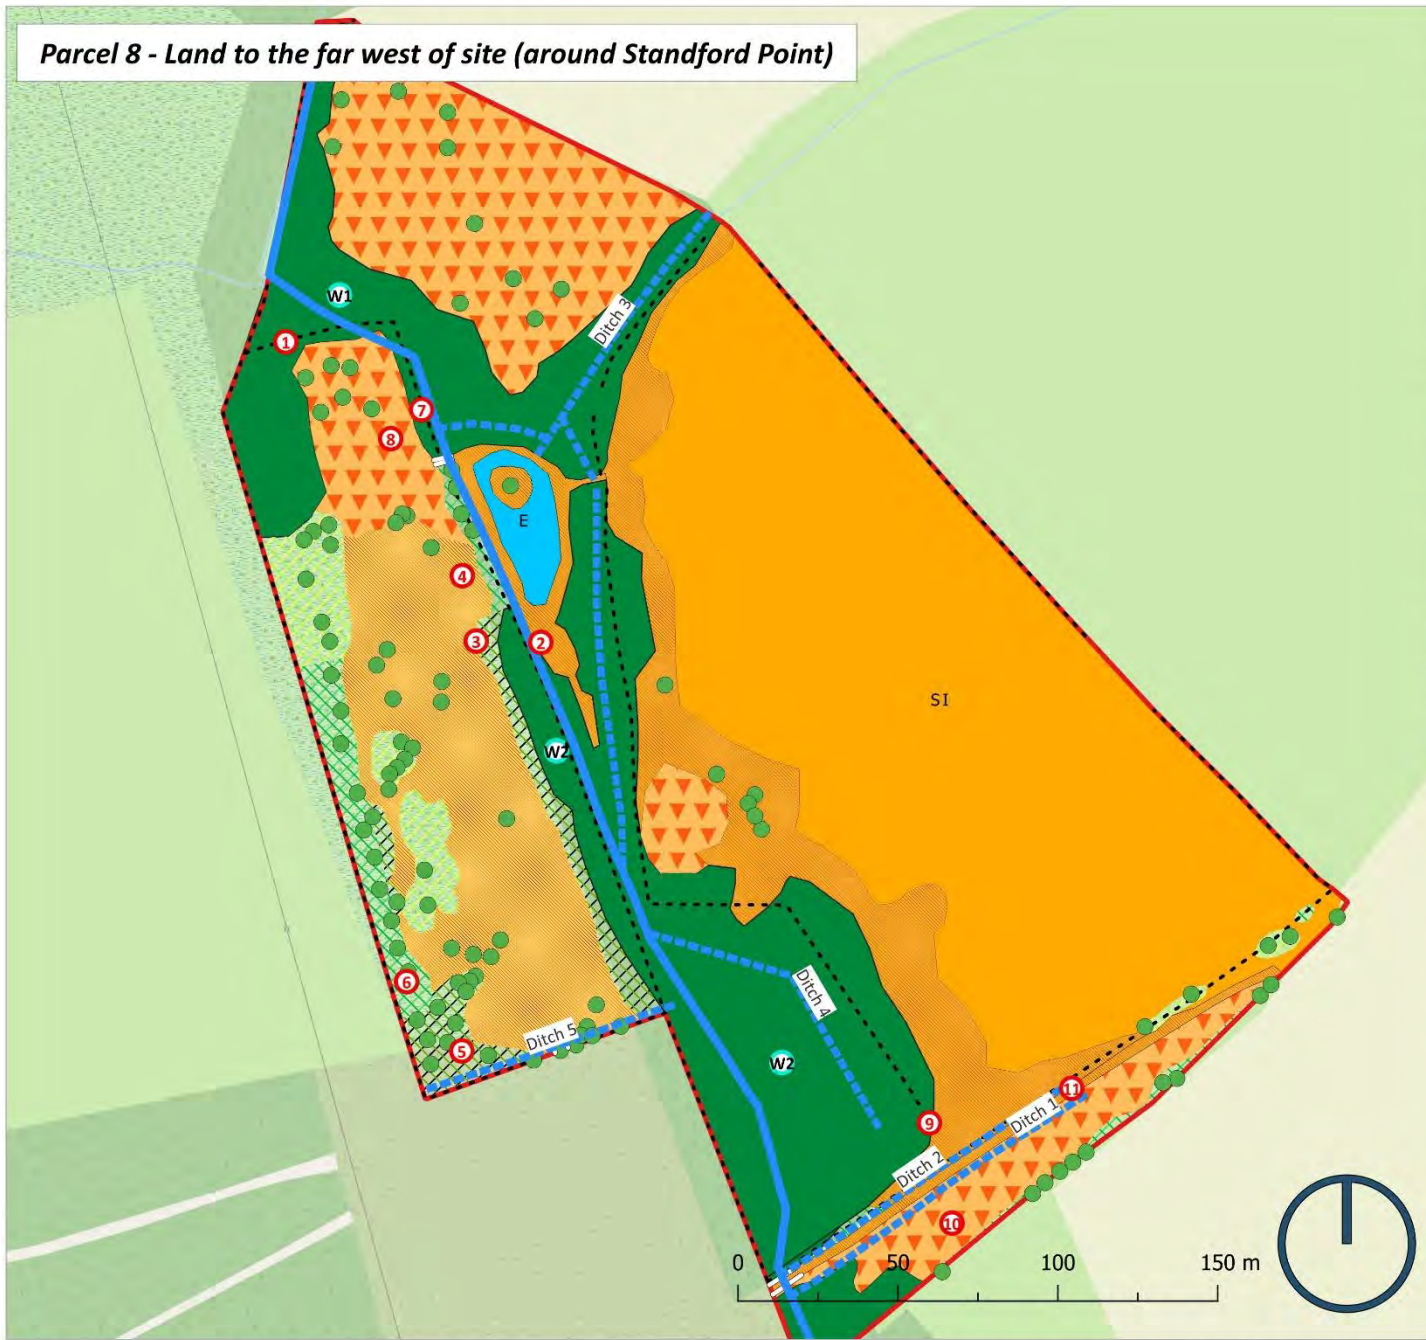 Parcel 8 - Land to the far west of site (around Standford Point)
W1
1
Ditch 3
7
8
E
4
3
2
SI
W2
6
Ditch 4
5
Ditch 5
W2
11
Ditch 1
9
Ditch 2
10
0
50
100
150 m